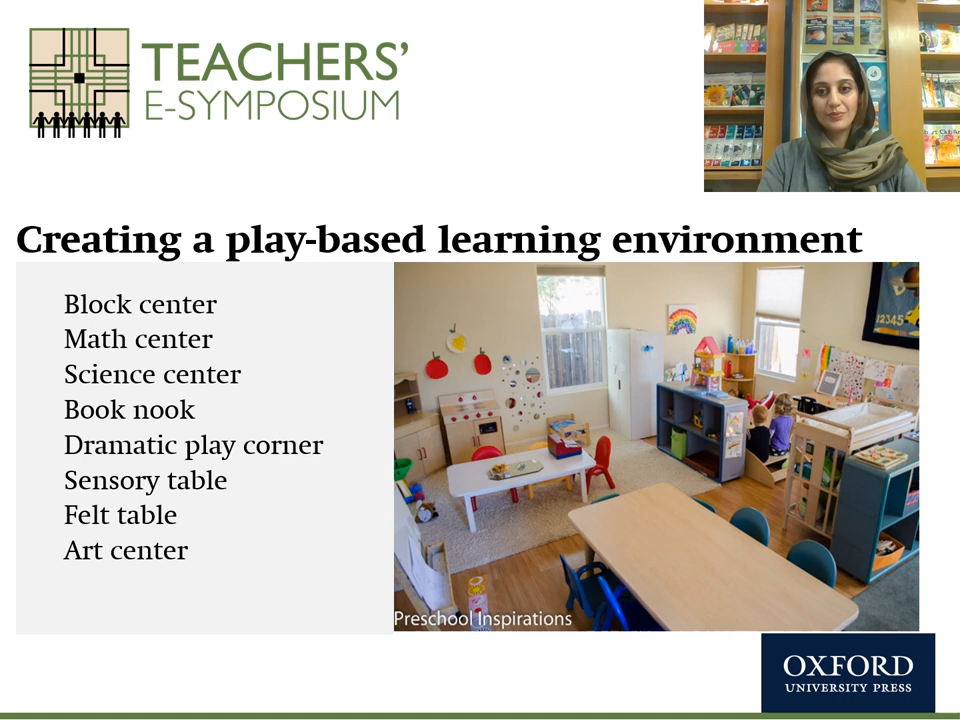 TEACHERS’
E-SYMPOSIUM
Creating a play-based learning environment
Block center
Math center
Science center
Book nook
Dramatic play corner
Sensory table
Felt table
Art center
12345
Preschool Inspirations
OXFORD
UNIVERSITY PRESS